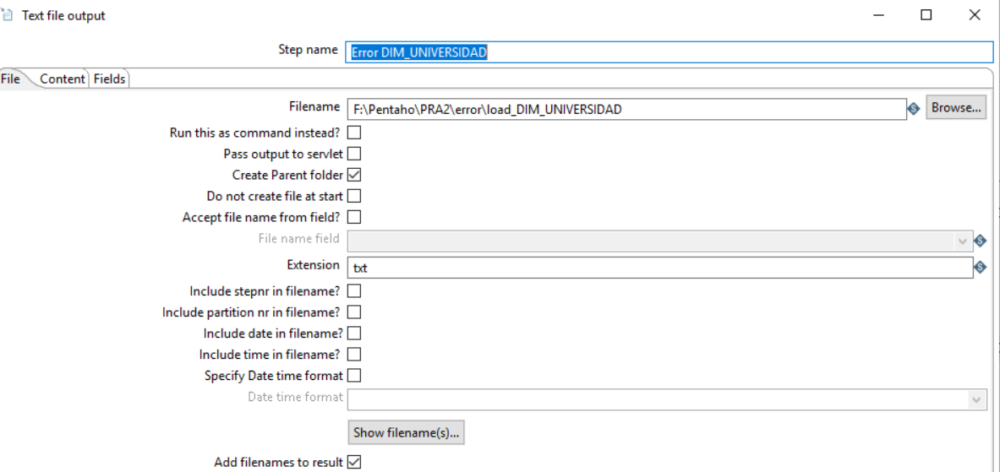 Text file output
Step name Error DIM_UNIVERSIDAD
File Content Fields
Filename F:\Pentaho\PRA2\error\load_DIM_UNIVERSIDAD Browse...
Run this as command instead?
Pass output to servlet
Create Parent folder
Do not create file at start
Accept file name from field?
File name field
Extension txt
Include stepnr in filename?
Include partition nr in filename?
Include date in filename?
Include time in filename?
Specify Date time format
Date time format
Show filename(s)...
Add filenames to result